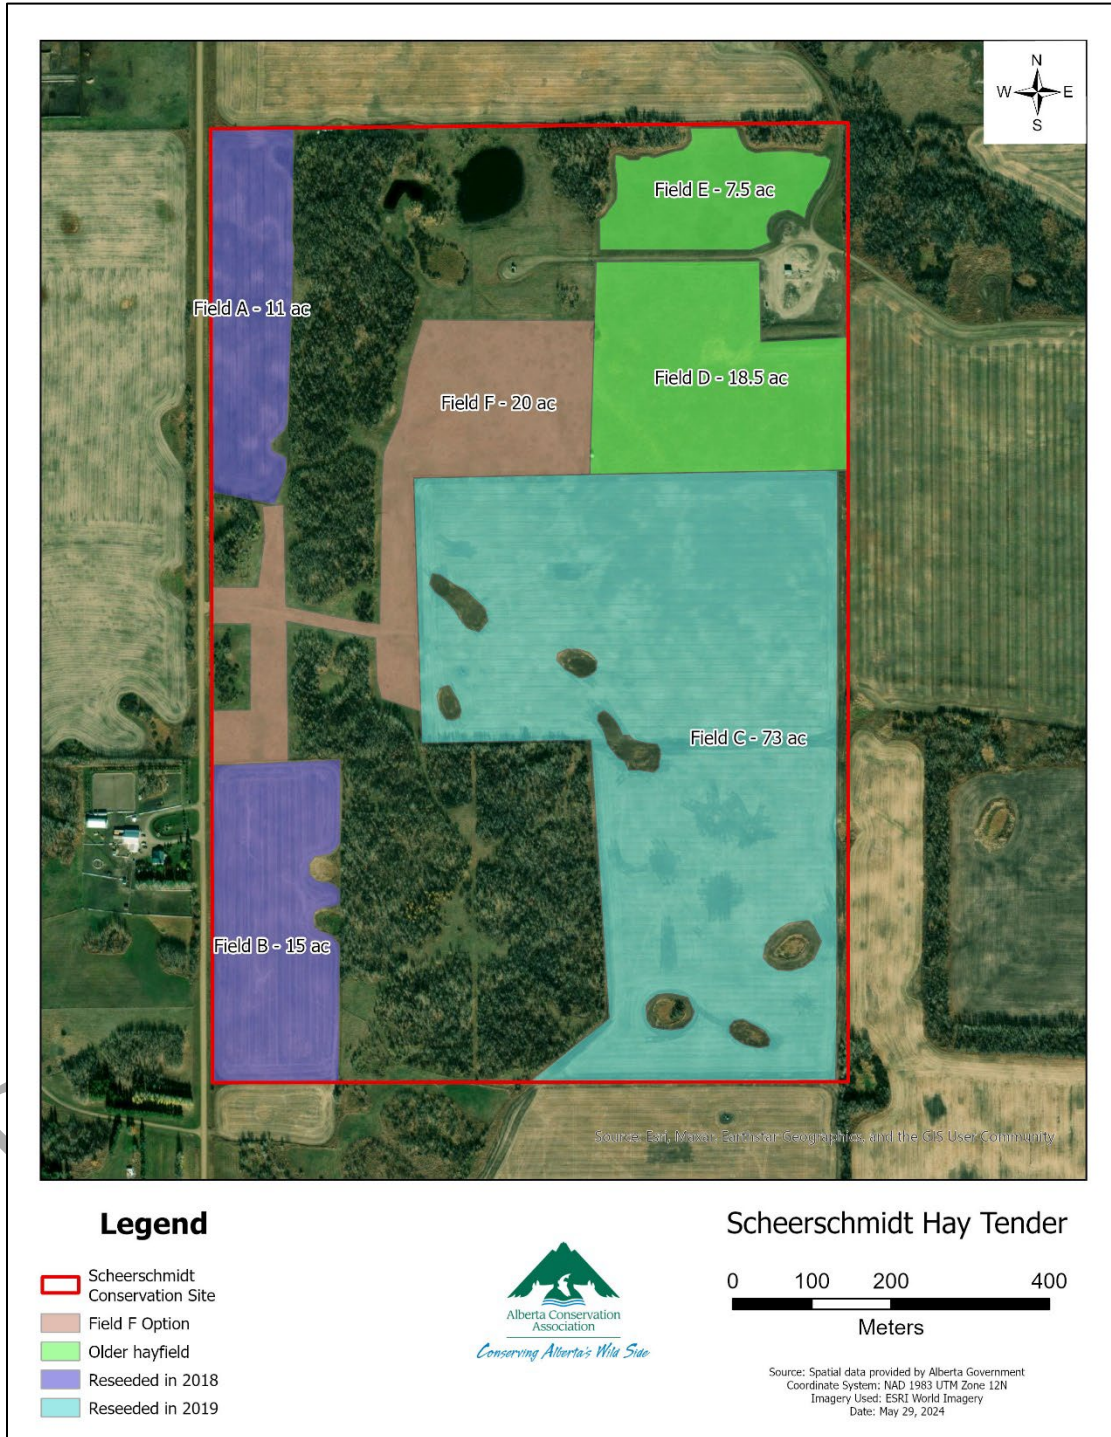 N
W E
S
Field E - 7.5 ac
Field A - 11 ac
Field D - 18.5 ac
Field F - 20 ac
Field C - 73 ac
Field B - 15 ac
Source: Esri, Maxar, Earthstar Geographics, and the GIS User Community
Legend
Scheerschmidt
Conservation Site
Field F Option
Older hayfield
Reseeded in 2018
Reseeded in 2019
Alberta Conservation
Association
Conserving Alberta's Wild Side
Scheerschmidt Hay Tender
0 100 200 400
Meters
Source: Spatial data provided by Alberta Government
Coordinate System: NAD 1983 UTM Zone 12N
Imagery Used: ESRI World Imagery
Date: May 29, 2024